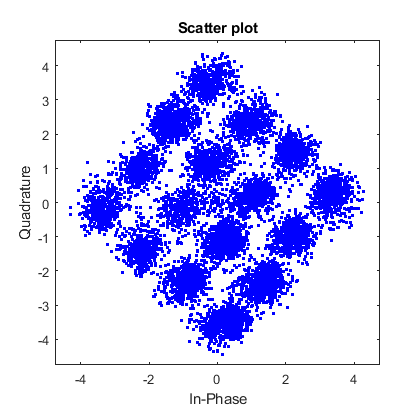 Scatter plot
4
3
2
1
0
-1
-2
-3
-4
Quadrature
-4 -2 0 2 4
In-Phase